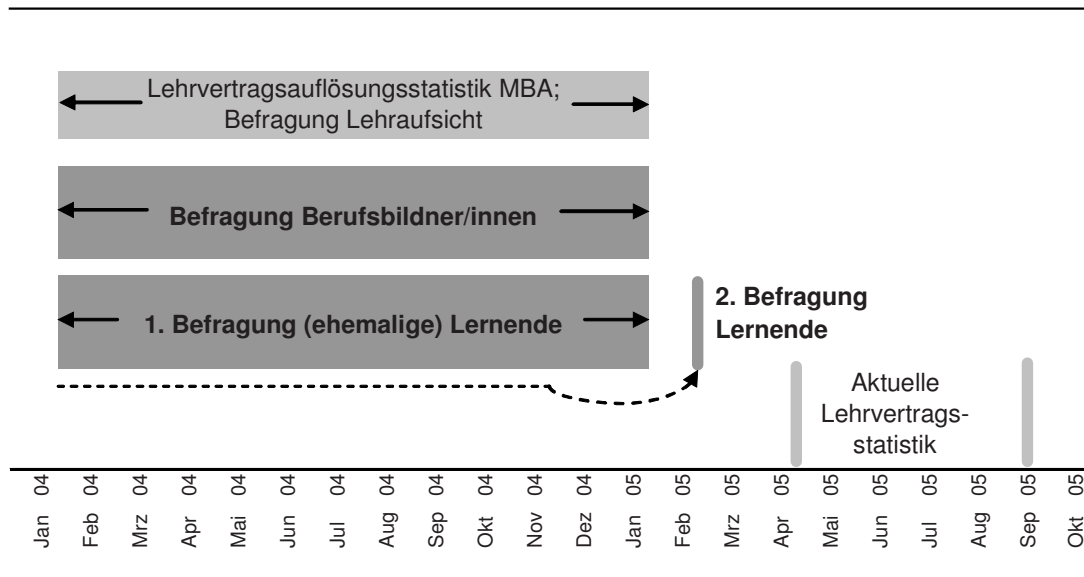 Lehrvertragsauflösungsstatistik MBA;
Befragung Lehraufsicht
Befragung Berufsbildner/innen
1. Befragung (ehemalige) Lernende
2. Befragung
Lernende
Aktuelle
Lehrvertrags-
statistik
Jan 04
Feb 04
Mrz 04
Apr 04
Mai 04
Jun 04
Jul 04
Aug 04
Sep 04
Okt 04
Nov 04
Dez 04
Jan 05
Feb 05
Mrz 05
Apr 05
Mai 05
Jun 05
Jul 05
Aug 05
Sep 05
Okt 05